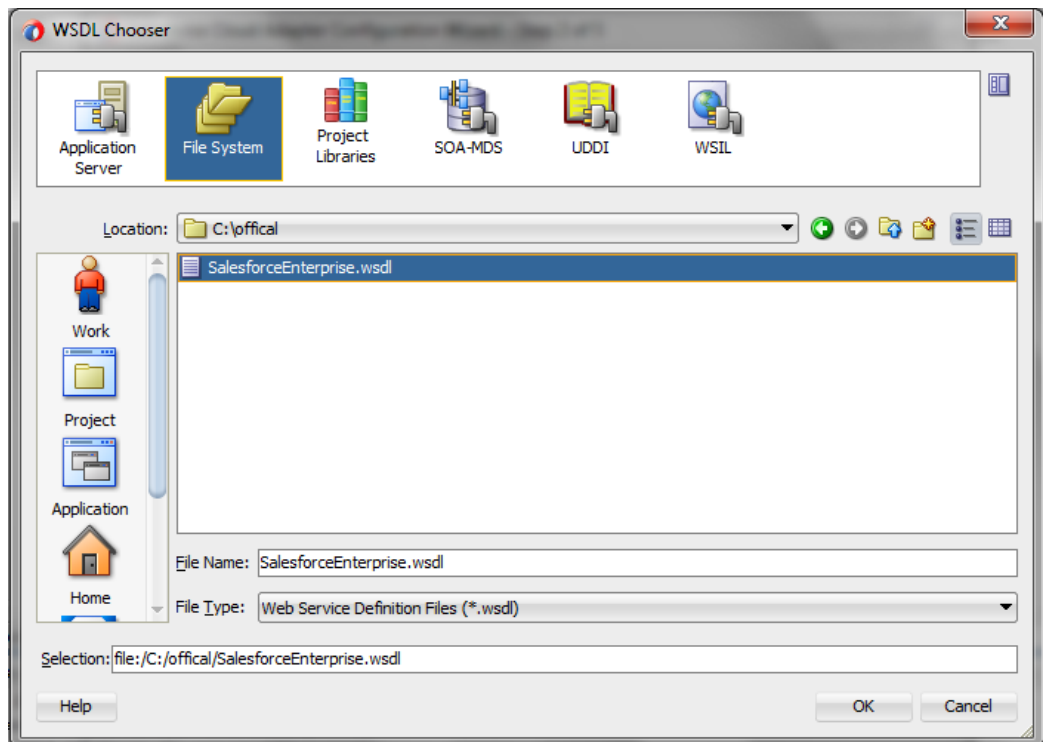 WSDL Chooser
Application Server
File System
Project Libraries
SOA-MDS
UDDI
WSIL
Location: C:\offical
SalesforceEnterprise.wsdl
Work
Project
Application
Home
File Name: SalesforceEnterprise.wsdl
File Type: Web Service Definition Files (*.wsdl)
Selection: file:/C:/offical/SalesforceEnterprise.wsdl
Help
OK
Cancel